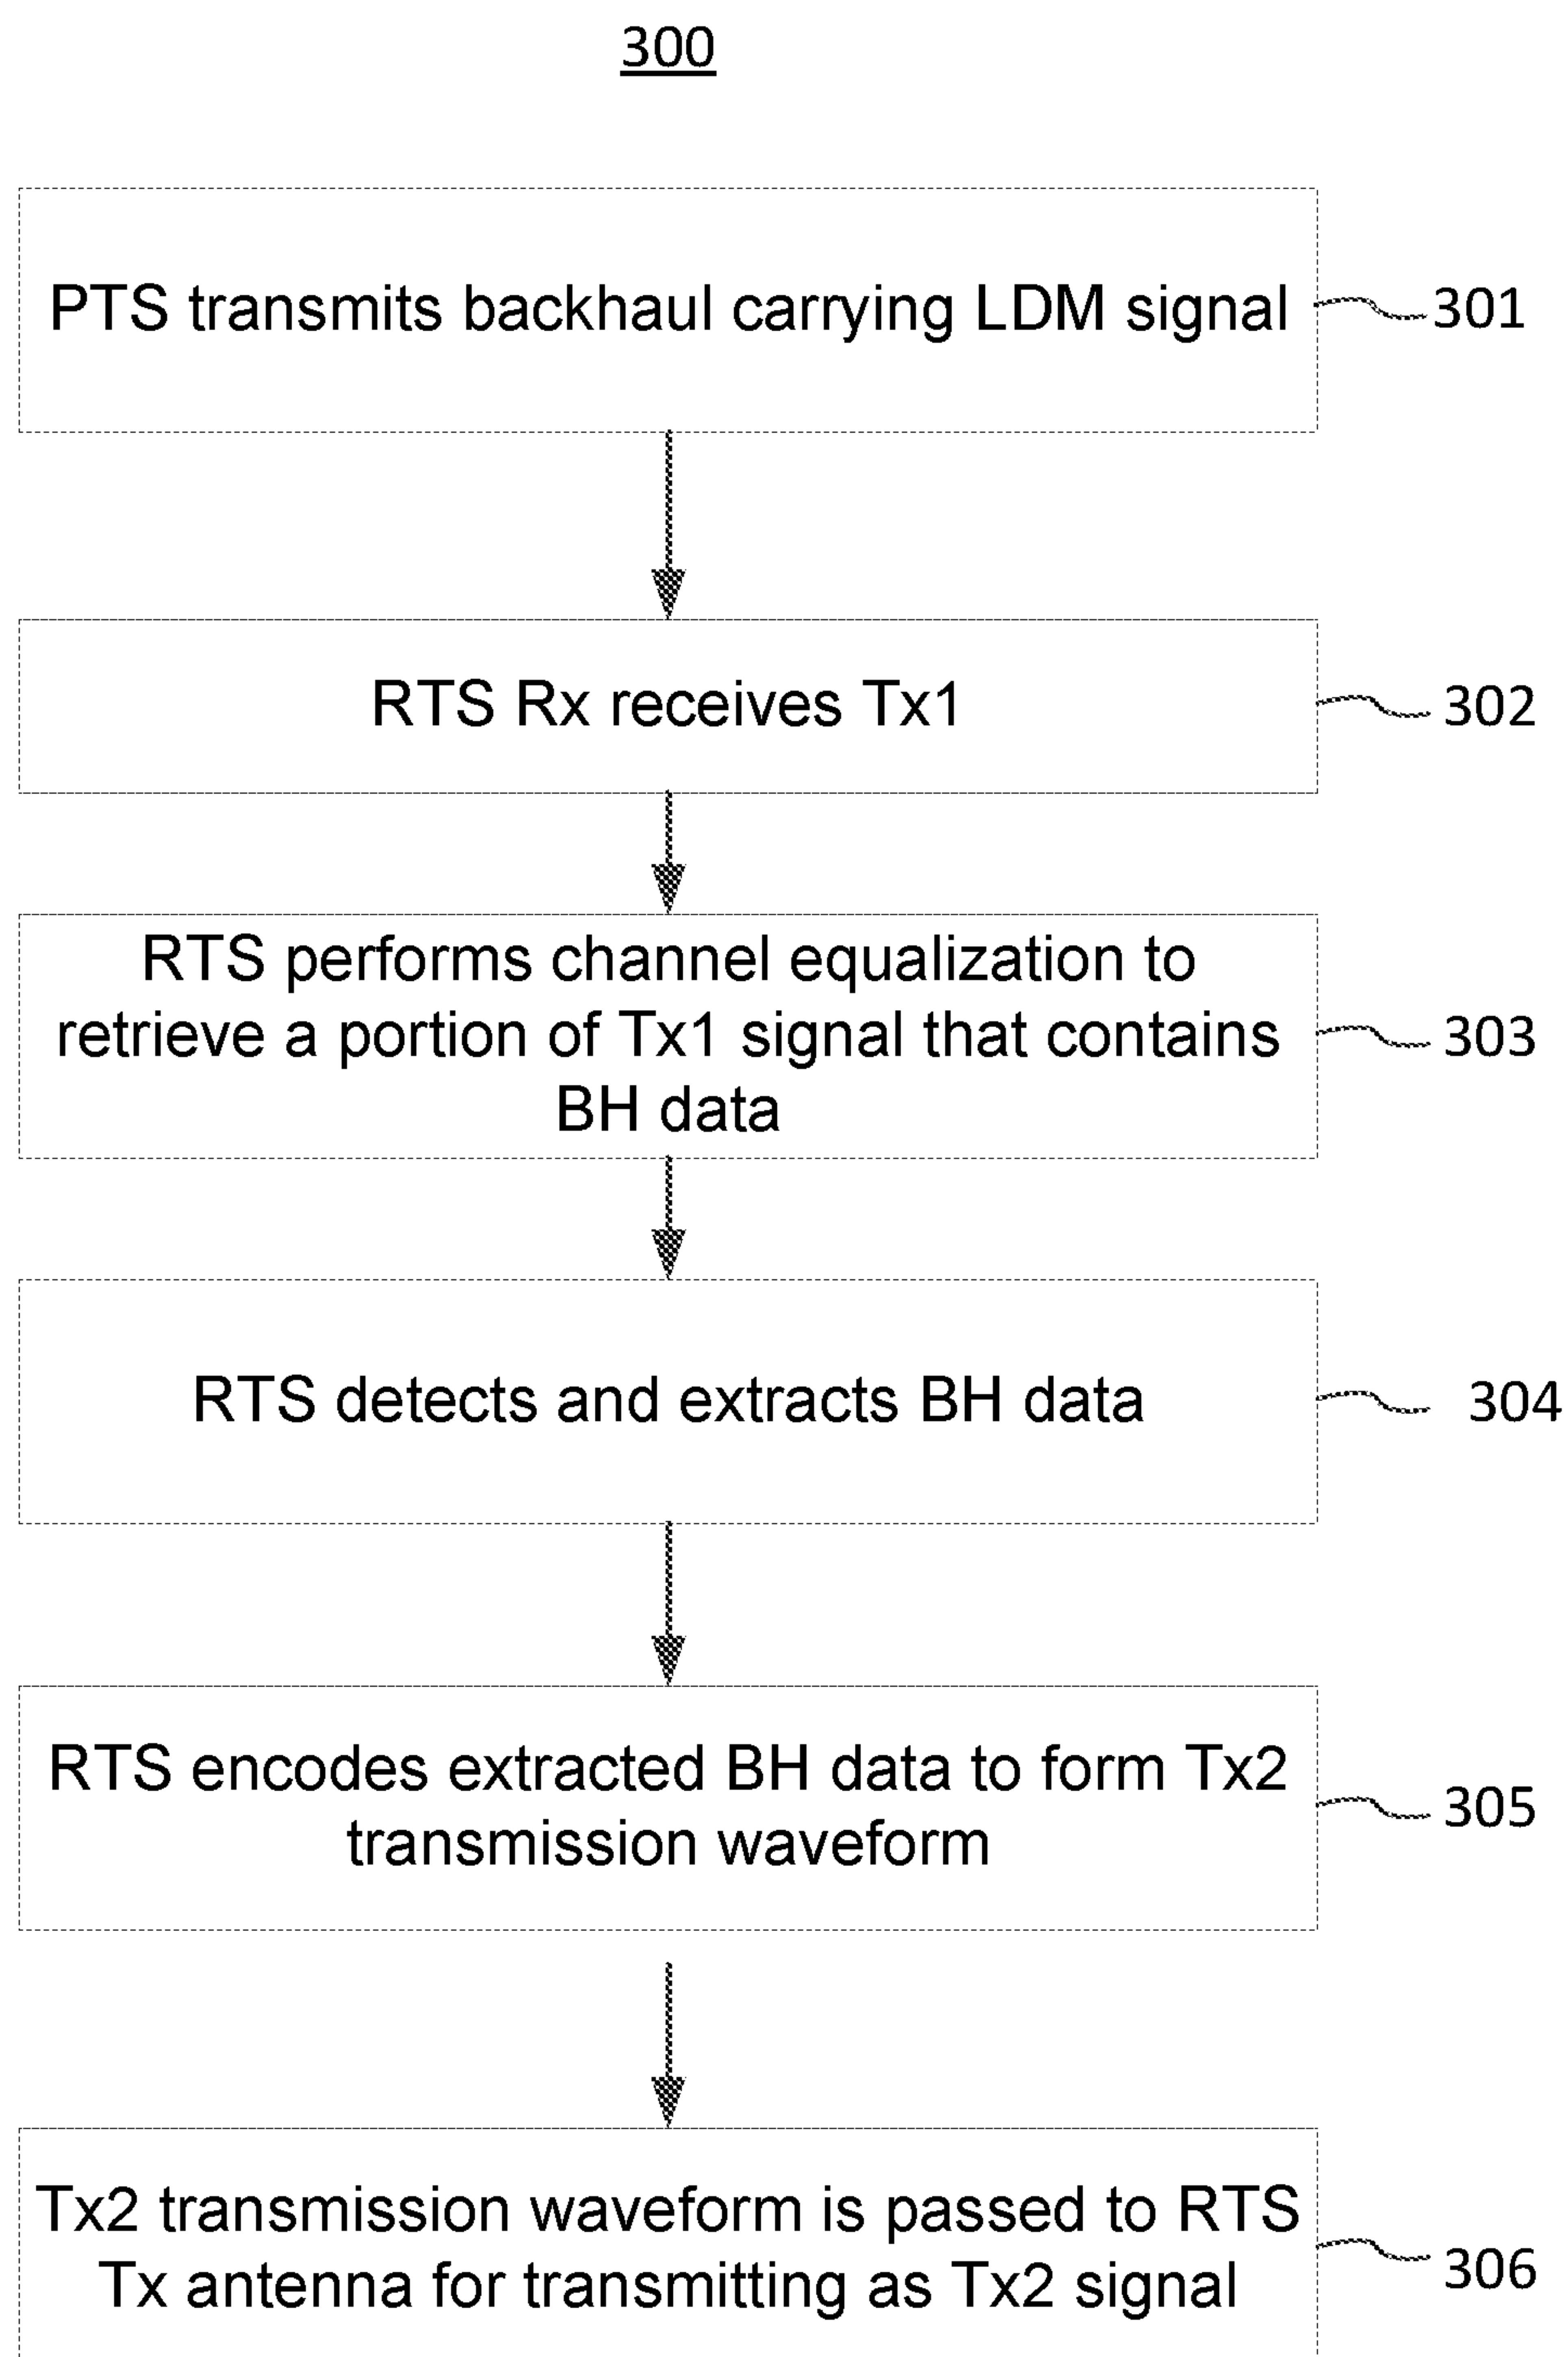 300
PTS transmits backhaul carrying LDM signal
301
RTS Rx receives Tx1
302
RTS performs channel equalization to
retrieve a portion of Tx1 signal that contains
BH data
303
RTS detects and extracts BH data
304
RTS encodes extracted BH data to form Tx2
transmission waveform
305
Tx2 transmission waveform is passed to RTS
Tx antenna for transmitting as Tx2 signal
306